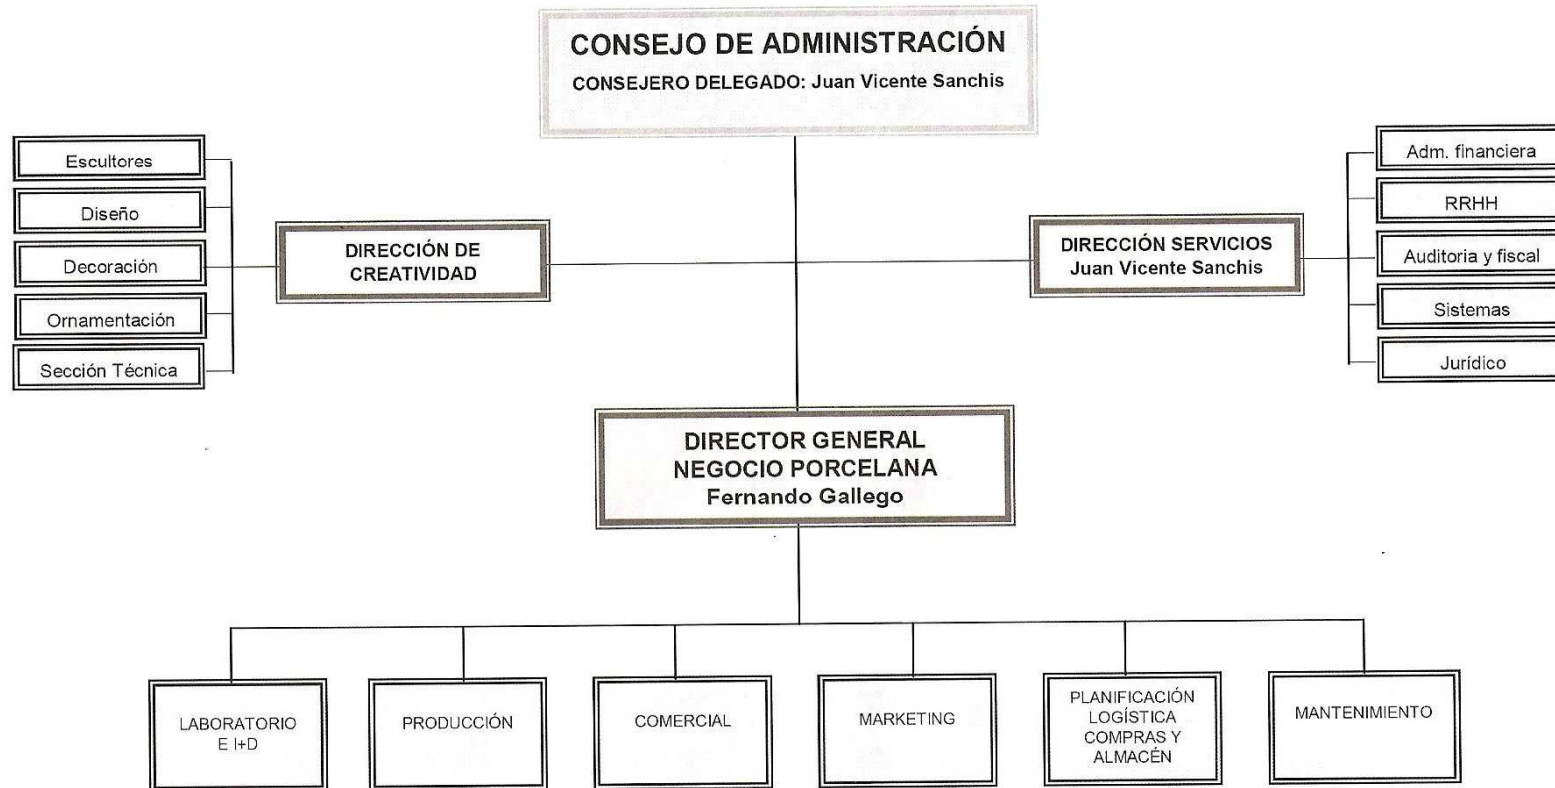 CONSEJO DE ADMINISTRACIÓN
CONSEJERO DELEGADO: Juan Vicente Sanchis
Escultores
Diseño
Decoración
Ornamentación
Sección Técnica
DIRECCIÓN DE
CREATIVIDAD
DIRECCIÓN SERVICIOS
Juan Vicente Sanchis
Adm. financiera
RRHH
Auditoria y fiscal
Sistemas
Jurídico
DIRECTOR GENERAL
NEGOCIO PORCELANA
Fernando Gallego
LABORATORIO
E I+D
PRODUCCIÓN
COMERCIAL
MARKETING
PLANIFICACIÓN
LOGÍSTICA
COMPRAS Y
ALMACÉN
MANTENIMIENTO